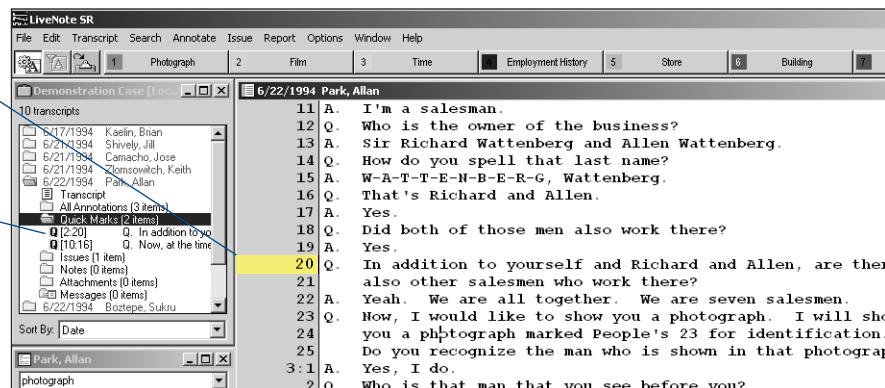 LiveNote SR
File Edit Transcript Search Annotate Issue Report Options Window Help
1 Photograph 2 Film 3 Time 4 Employment History 5 Store 6 Building 7
Demonstration Case [Loc...
10 transcripts
6/17/1994 Kaelin, Brian
6/21/1994 Shively, Jill
6/21/1994 Camacho, Jose
6/21/1994 Zlomsowitch, Keith
6/22/1994 Park, Allan
Transcript
All Annotations (3 items)
Quick Marks (2 items)
Q [2:20] Q. In addition to yo
Q [10:16] Q. Now, at the time
Issues (1 item)
Notes (0 items)
Attachments (0 items)
Messages (0 items)
6/22/1994 Boztepe, Sukru
Sort By: Date
Park, Allan
photograph
6/22/1994 Park, Allan
11 A. I'm a salesman.
12 Q. Who is the owner of the business?
13 A. Sir Richard Wattenberg and Allen Wattenberg.
14 Q. How do you spell that last name?
15 A. W-A-T-T-E-N-B-E-R-G, Wattenberg.
16 Q. That's Richard and Allen.
17 A. Yes.
18 Q. Did both of those men also work there?
19 A. Yes.
20 Q. In addition to yourself and Richard and Allen, are ther
21 also other salesmen who work there?
22 A. Yeah. We are all together. We are seven salesmen.
23 Q. Now, I would like to show you a photograph. I will sho
24 you a photograph marked People's 23 for identification.
25 Do you recognize the man who is shown in that photograp
3:1 A. Yes, I do.
2 Q. Who is that man that you see before you?